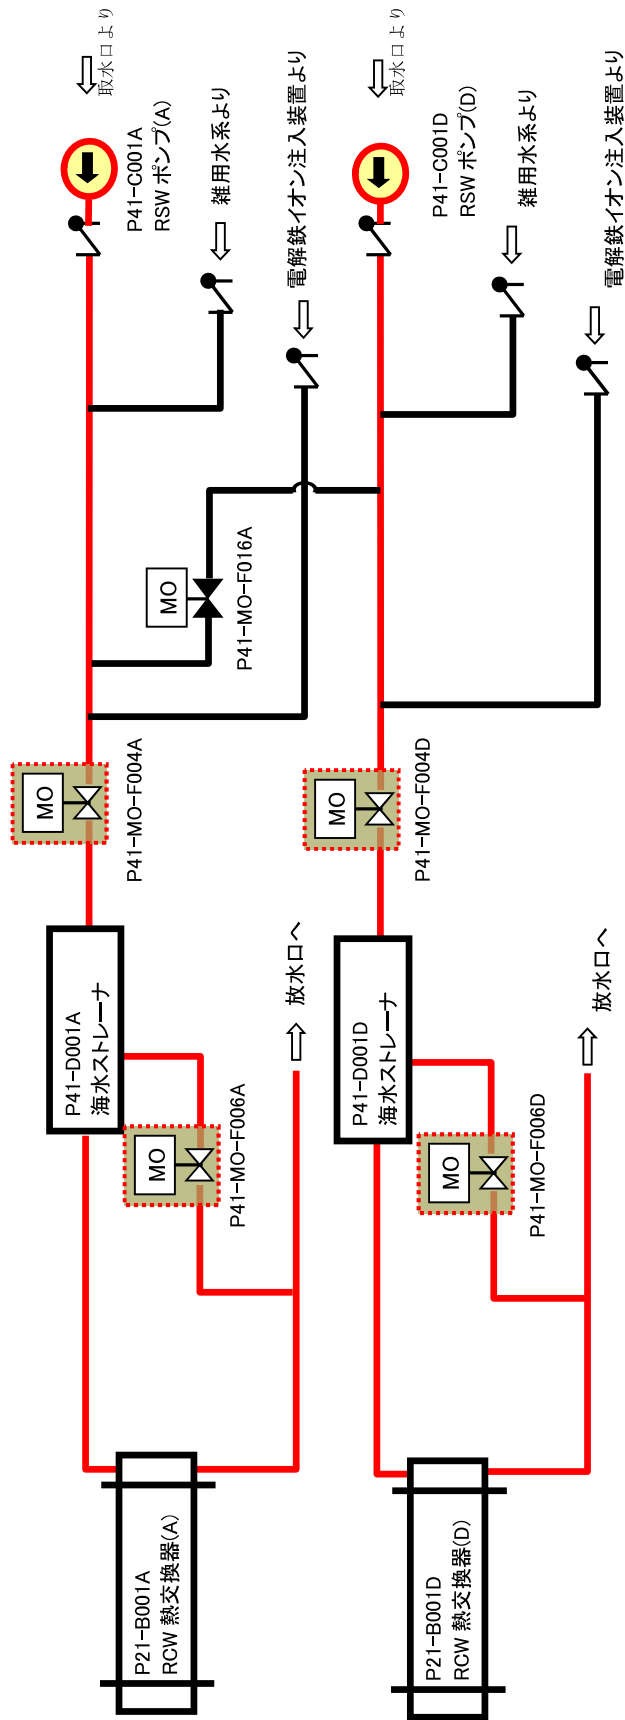 取水口より
P41-C001A
RSW ポンプ(A)
雑用水系より
電解鉄イオン注入装置より
MO
P41-MO-F016A
MO
P41-MO-F004A
P41-D001A
海水ストレーナ
MO
P41-MO-F006A
放水口へ
P21-B001A
RCW 熱交換器(A)
取水口より
P41-C001D
RSW ポンプ(D)
雑用水系より
電解鉄イオン注入装置より
MO
P41-MO-F004D
P41-D001D
海水ストレーナ
MO
P41-MO-F006D
放水口へ
P21-B001D
RCW 熱交換器(D)